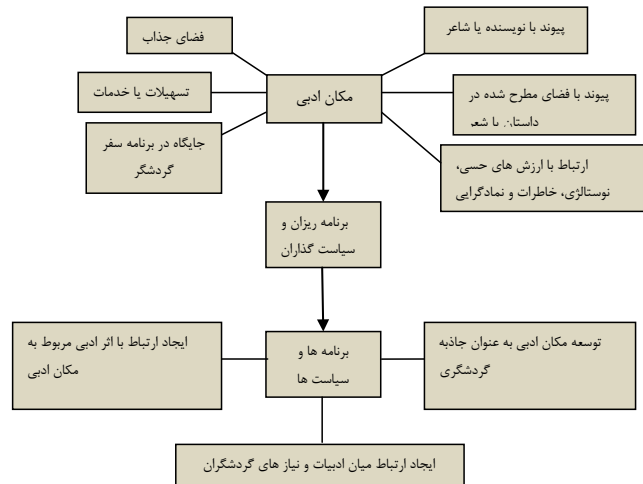 پیوند با نویسنده یا شاعر
فضای جذاب
مکان ادبی
پیوند با فضای مطرح شده در
داستان یا شعر
تسهیلات یا خدمات
جایگاه در برنامه سفر
گردشگر
ارتباط با ارزش های حسی،
نوستالژی، خاطرات و نمادگرایی
برنامه ریزان و
سیاست گذاران
توسعه مکان ادبی به عنوان جاذبه
گردشگری
برنامه ها و
سیاست ها
ایجاد ارتباط با اثر ادبی مربوط به
مکان ادبی
ایجاد ارتباط میان ادبیات و نیاز های گردشگران